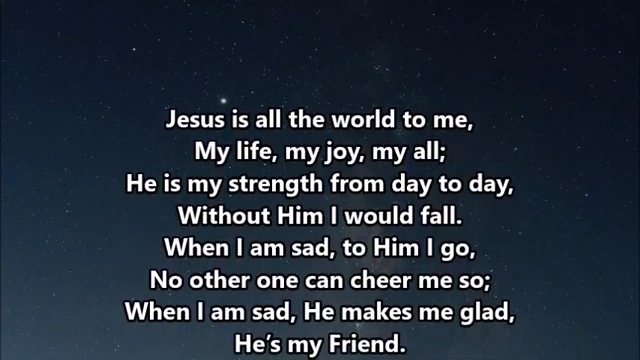 Jesus is all the world to me,
My life, my joy, my all;
He is my strength from day to day,
Without Him I would fall.
When I am sad, to Him I go,
No other one can cheer me so;
When I am sad, He makes me glad,
He’s my Friend.